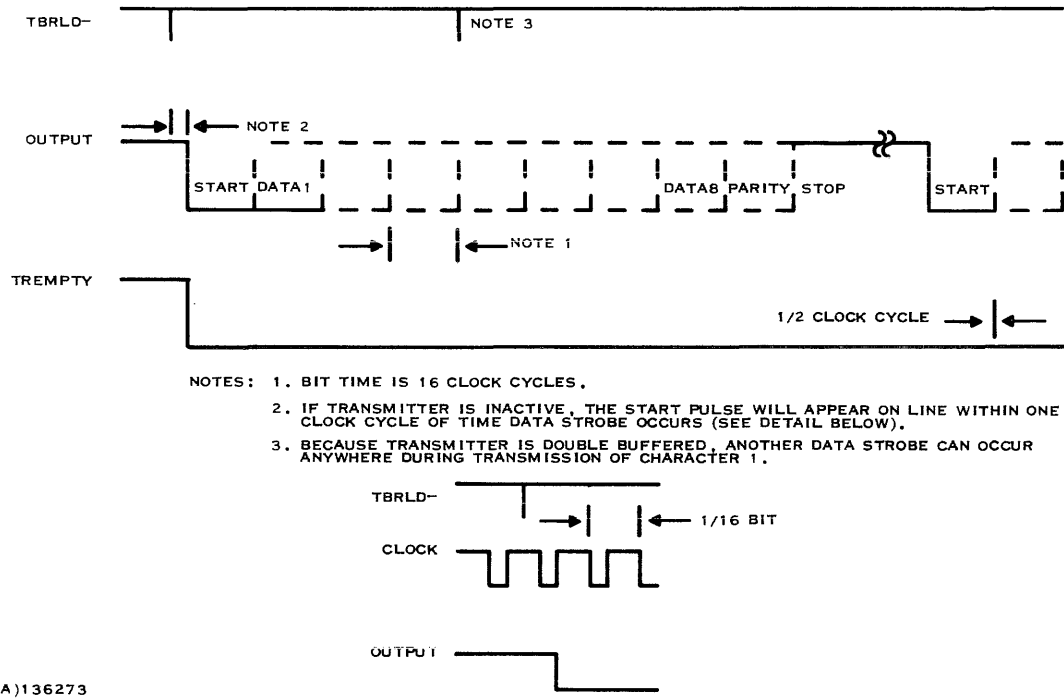 TBRLD-
NOTE 3
NOTE 2
OUTPUT
START DATA1 DATA8 PARITY STOP START
NOTE 1
TREMPTY
1/2 CLOCK CYCLE
NOTES: 1. BIT TIME IS 16 CLOCK CYCLES.
2. IF TRANSMITTER IS INACTIVE, THE START PULSE WILL APPEAR ON LINE WITHIN ONE
CLOCK CYCLE OF TIME DATA STROBE OCCURS (SEE DETAIL BELOW).
3. BECAUSE TRANSMITTER IS DOUBLE BUFFERED, ANOTHER DATA STROBE CAN OCCUR
ANYWHERE DURING TRANSMISSION OF CHARACTER 1.
TBRLD-
1/16 BIT
CLOCK
OUTPUT
A)136273